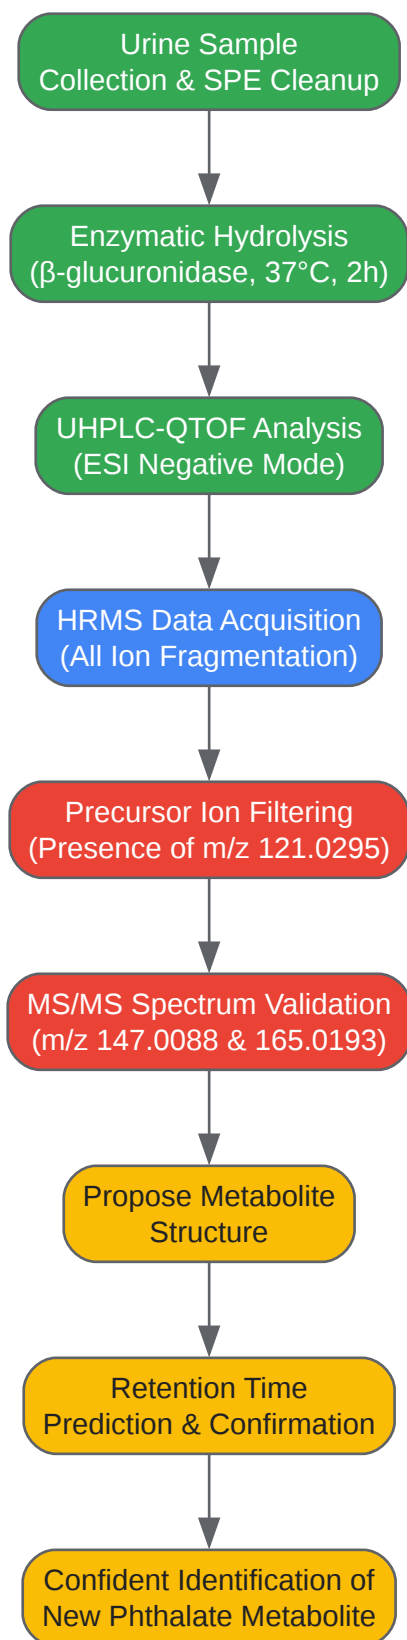 Urine Sample
Collection & SPE Cleanup
Enzymatic Hydrolysis
(β-glucuronidase, 37°C, 2h)
UHPLC-QTOF Analysis
(ESI Negative Mode)
HRMS Data Acquisition
(All Ion Fragmentation)
Precursor Ion Filtering
(Presence of m/z 121.0295)
MS/MS Spectrum Validation
(m/z 147.0088 & 165.0193)
Propose Metabolite
Structure
Retention Time
Prediction & Confirmation
Confident Identification of
New Phthalate Metabolite